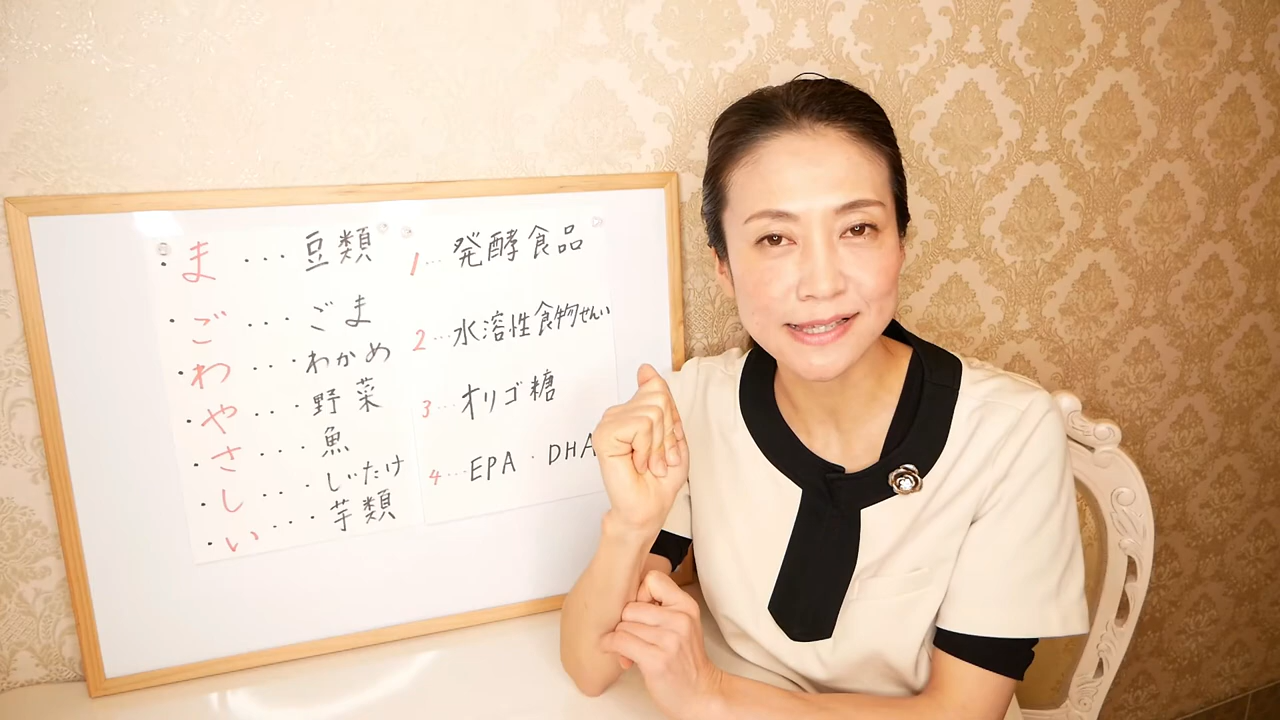 ・ま・・・豆類
・ご・・・ごま
・わ・・・わかめ
・や・・・野菜
・さ・・・魚
・し・・・しいたけ
・い・・・芋類
1…発酵食品
2…水溶性食物せんい
3…オリゴ糖
4…EPA・DHA